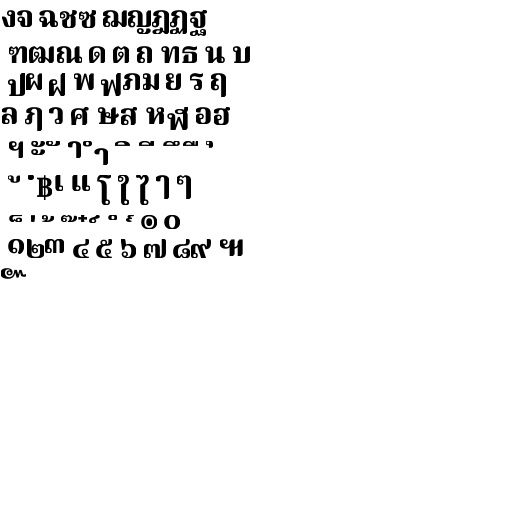 งจ ฉชซ ฌญฎฏฐ
ฑฒณ ด ต ถ ทธ น บ
ปผ ฝ พ ฟภม ย ร ฤ
ล ฦ ว ศ ษส หฬ อฮ
ฯ ะ ั า ำ ิ ี ึ ื ุ
ู ฺ ฿เ แ โ ใ ไ ๅ ๆ
็ ่ ้ ๊ ๋ ์ ํ ๎ ๏ ๐
๑๒๓ ๔ ๕ ๖ ๗ ๘๙ ๚
๛